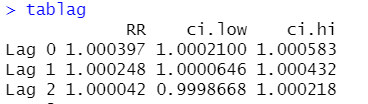 > tablag
RR ci.low ci.hi
Lag 0 1.000397 1.0002100 1.000583
Lag 1 1.000248 1.0000646 1.000432
Lag 2 1.000042 0.9998668 1.000218